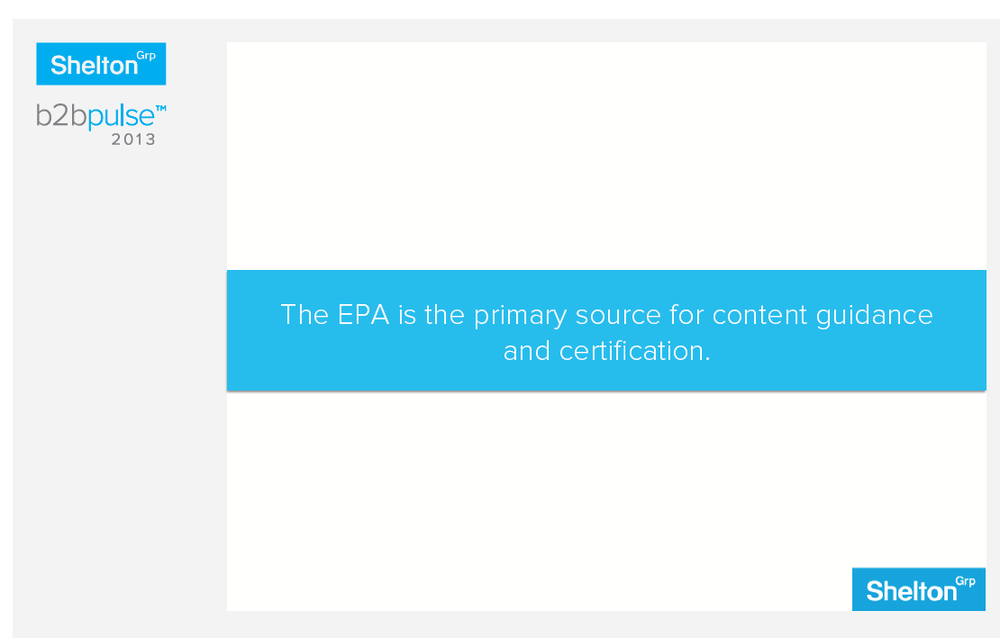 Shelton Grp
b2bpulse™
2013
The EPA is the primary source for content guidance
and certification.
Shelton Grp